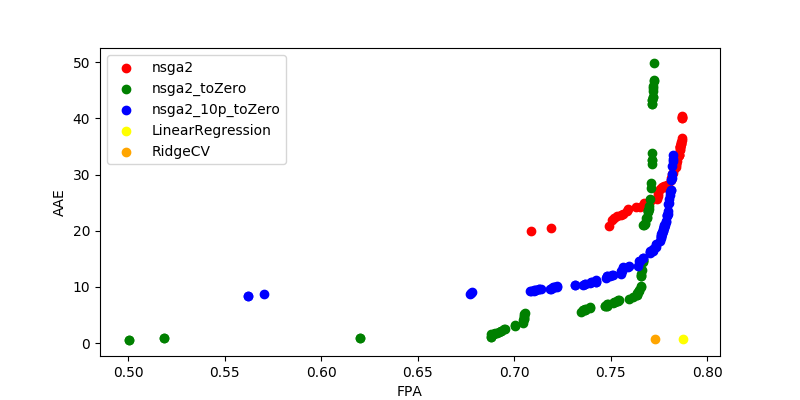 50
40
30
20
10
0
AAE
nsga2
nsga2_toZero
nsga2_10p_toZero
LinearRegression
RidgeCV
0.50 0.55 0.60 0.65 0.70 0.75 0.80
FPA